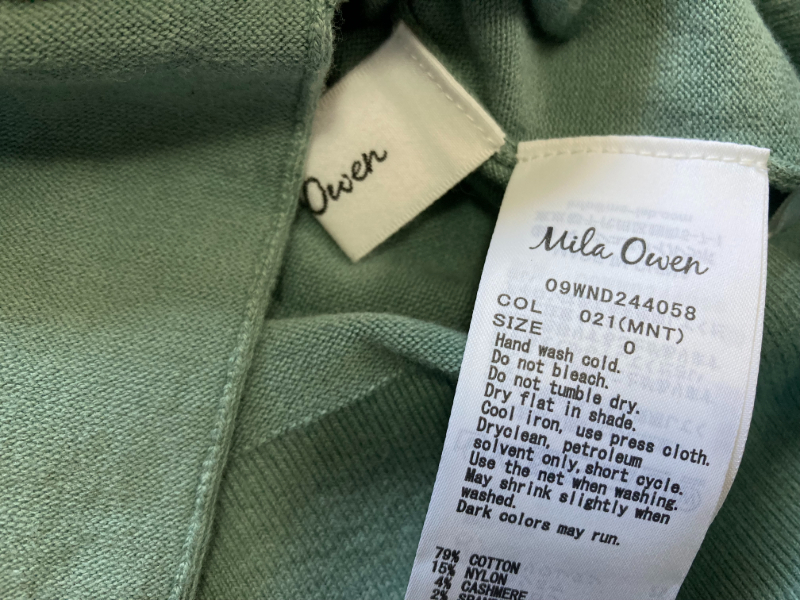 Owen
Mila Owen
09WND244058
COL 021(MNT)
SIZE 0
Hand wash cold.
Do not bleach.
Do not tumble dry.
Dry flat in shade.
Cool iron, use press cloth.
Dryclean, petroleum
solvent only,short cycle.
Use the net when washing.
May shrink slightly when
washed.
Dark colors may run.
79% COTTON
15% NYLON
4% CASHMERE
2%